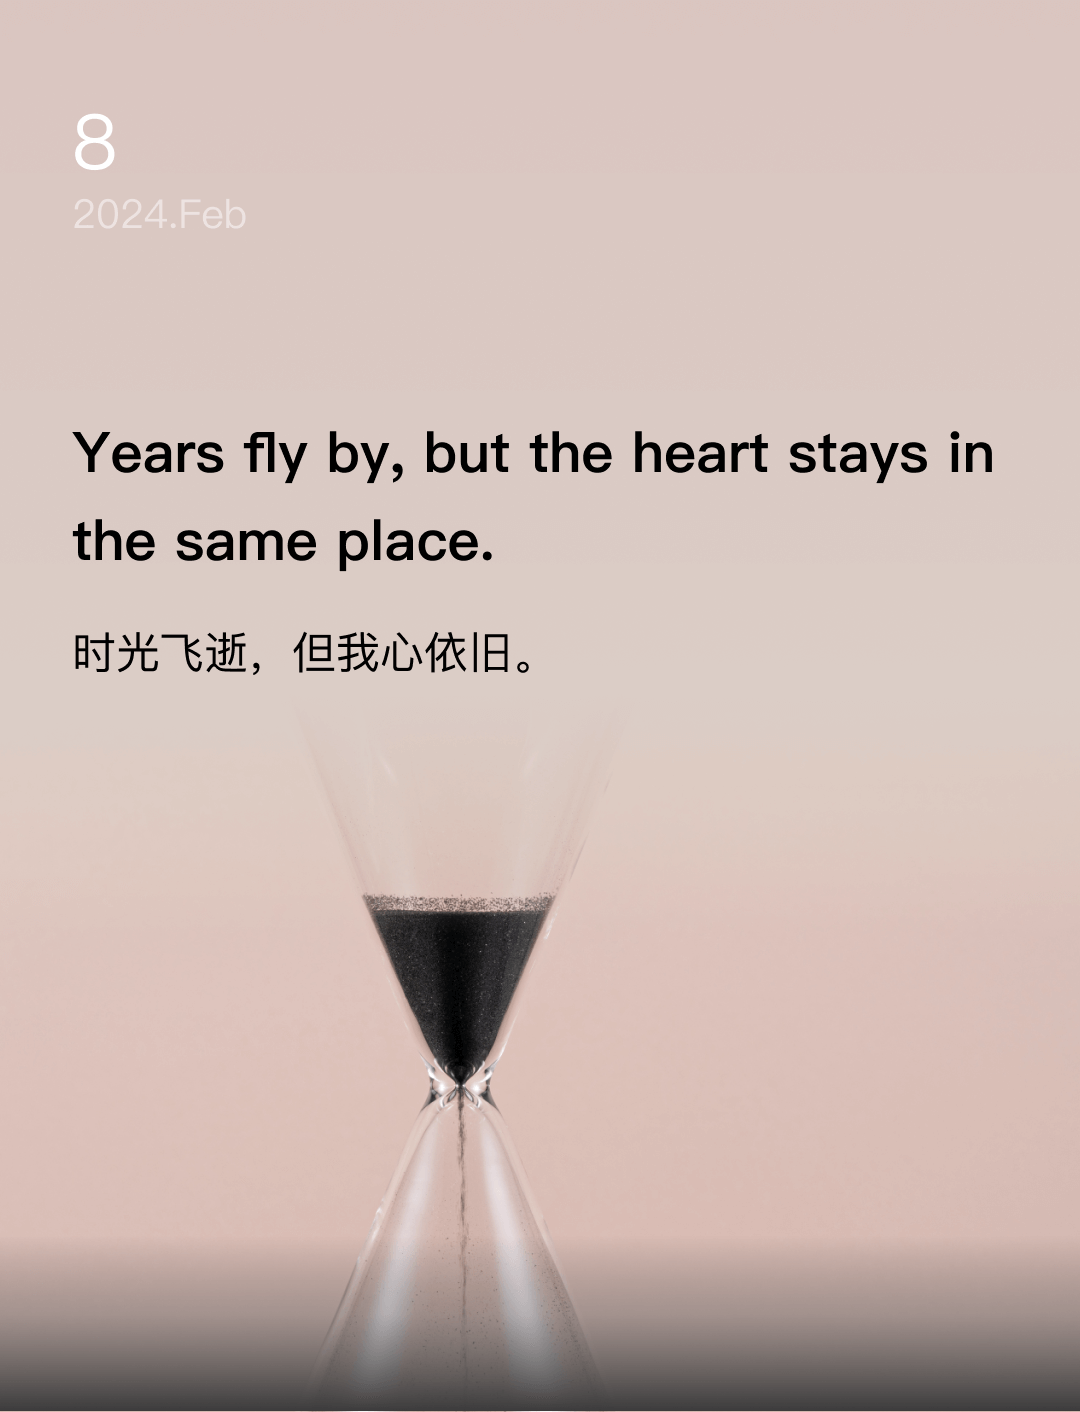 8
2024.Feb
Years fly by, but the heart stays in
the same place.
时光飞逝，但我心依旧。